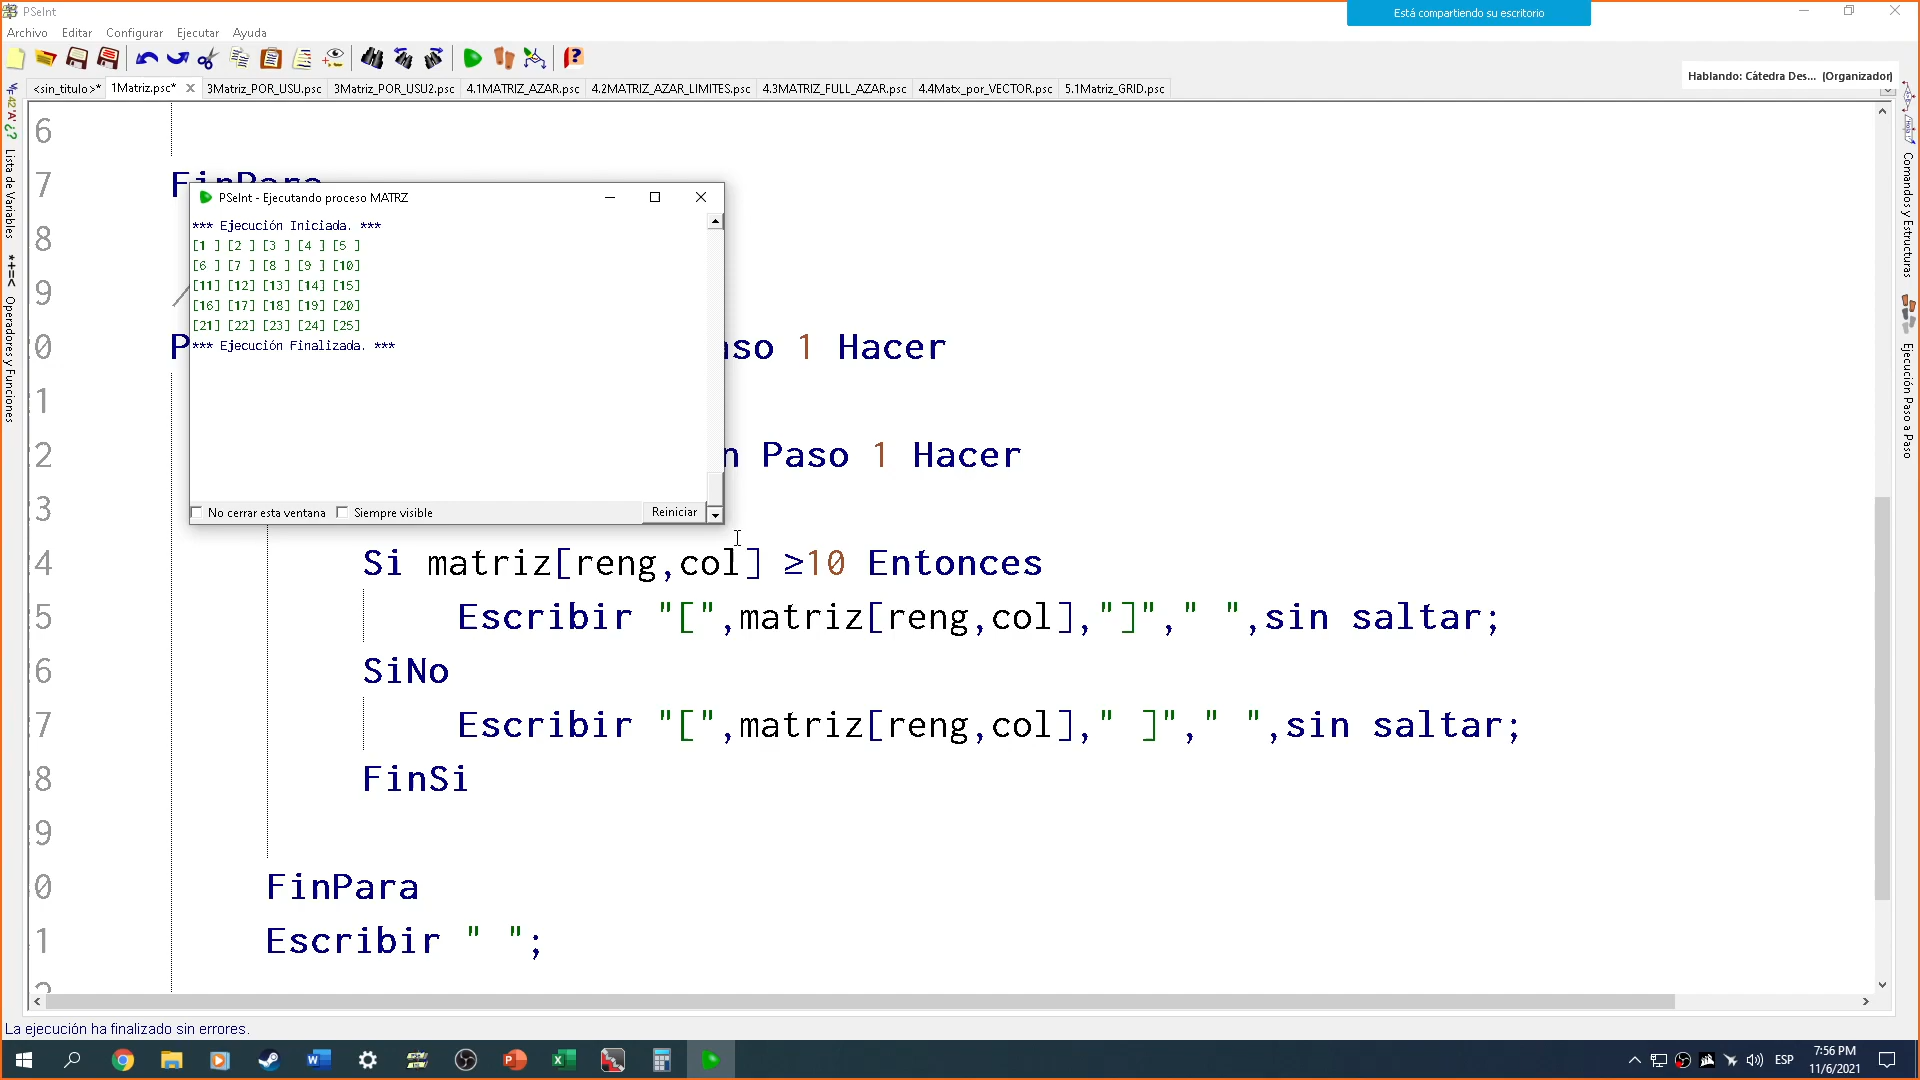 PSeInt
Está compartiendo su escritorio
Archivo Editar Configurar Ejecutar Ayuda
Hablando: Cátedra Des... (Organizador)
<sin_titulo>* 1Matriz.psc* 3Matriz_POR_USU.psc 3Matriz_POR_USU2.psc 4.1MATRIZ_AZAR.psc 4.2MATRIZ_AZAR_LIMITES.psc 4.3MATRIZ_FULL_AZAR.psc 4.4Matx_por_VECTOR.psc 5.1Matriz_GRID.psc
Lista de Variables
*+=< Operadores y Funciones
Comandos y Estructuras
Ejecución Paso a Paso
6
7 FinPara
8
9 /
0 P aso 1 Hacer
1
2 n Paso 1 Hacer
3
4 Si matriz[reng,col] ≥10 Entonces
5 Escribir "[",matriz[reng,col],"]"," ",sin saltar;
6 SiNo
7 Escribir "[",matriz[reng,col]," ]"," ",sin saltar;
8 FinSi
9
0 FinPara
1 Escribir " ";
2
PSeInt - Ejecutando proceso MATRZ
*** Ejecución Iniciada. ***
[1 ] [2 ] [3 ] [4 ] [5 ]
[6 ] [7 ] [8 ] [9 ] [10]
[11] [12] [13] [14] [15]
[16] [17] [18] [19] [20]
[21] [22] [23] [24] [25]
*** Ejecución Finalizada. ***
No cerrar esta ventana Siempre visible Reiniciar
La ejecución ha finalizado sin errores.
ESP
7:56 PM
11/6/2021